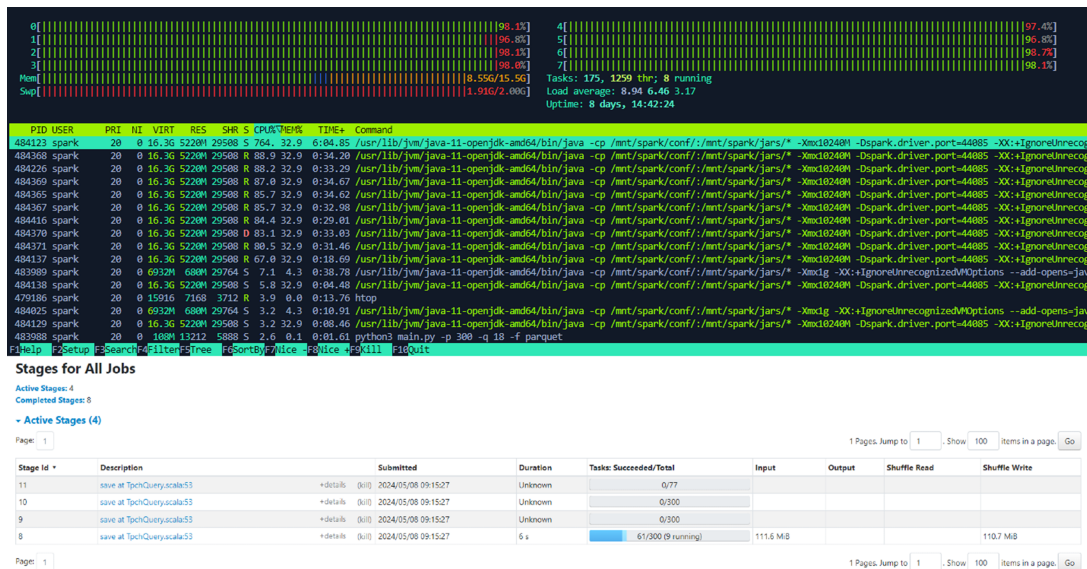 0[98.1%] 4[97.4%]
1[96.8%] 5[96.8%]
2[98.1%] 6[98.7%]
3[98.0%] 7[98.1%]
Mem[8.55G/15.5G] Tasks: 175, 1259 thr; 8 running
Swp[1.91G/2.00G] Load average: 8.94 6.46 3.17
Uptime: 8 days, 14:42:24
PID USER PRI NI VIRT RES SHR S CPU%▽MEM% TIME+ Command
484123 spark 20 0 16.3G 5220M 29508 S 764. 32.9 6:04.85 /usr/lib/jvm/java-11-openjdk-amd64/bin/java -cp /mnt/spark/conf/:/mnt/spark/jars/* -Xmx10240M -Dspark.driver.port=44085 -XX:+IgnoreUnrecog
484368 spark 20 0 16.3G 5220M 29508 R 88.9 32.9 0:34.20 /usr/lib/jvm/java-11-openjdk-amd64/bin/java -cp /mnt/spark/conf/:/mnt/spark/jars/* -Xmx10240M -Dspark.driver.port=44085 -XX:+IgnoreUnrecog
484226 spark 20 0 16.3G 5220M 29508 R 88.2 32.9 0:33.29 /usr/lib/jvm/java-11-openjdk-amd64/bin/java -cp /mnt/spark/conf/:/mnt/spark/jars/* -Xmx10240M -Dspark.driver.port=44085 -XX:+IgnoreUnrecog
484369 spark 20 0 16.3G 5220M 29508 R 87.0 32.9 0:34.67 /usr/lib/jvm/java-11-openjdk-amd64/bin/java -cp /mnt/spark/conf/:/mnt/spark/jars/* -Xmx10240M -Dspark.driver.port=44085 -XX:+IgnoreUnrecog
484365 spark 20 0 16.3G 5220M 29508 R 85.7 32.9 0:34.62 /usr/lib/jvm/java-11-openjdk-amd64/bin/java -cp /mnt/spark/conf/:/mnt/spark/jars/* -Xmx10240M -Dspark.driver.port=44085 -XX:+IgnoreUnrecog
484367 spark 20 0 16.3G 5220M 29508 R 85.7 32.9 0:32.98 /usr/lib/jvm/java-11-openjdk-amd64/bin/java -cp /mnt/spark/conf/:/mnt/spark/jars/* -Xmx10240M -Dspark.driver.port=44085 -XX:+IgnoreUnrecog
484416 spark 20 0 16.3G 5220M 29508 R 84.4 32.9 0:29.01 /usr/lib/jvm/java-11-openjdk-amd64/bin/java -cp /mnt/spark/conf/:/mnt/spark/jars/* -Xmx10240M -Dspark.driver.port=44085 -XX:+IgnoreUnrecog
484370 spark 20 0 16.3G 5220M 29508 D 83.1 32.9 0:33.03 /usr/lib/jvm/java-11-openjdk-amd64/bin/java -cp /mnt/spark/conf/:/mnt/spark/jars/* -Xmx10240M -Dspark.driver.port=44085 -XX:+IgnoreUnrecog
484371 spark 20 0 16.3G 5220M 29508 R 80.5 32.9 0:31.46 /usr/lib/jvm/java-11-openjdk-amd64/bin/java -cp /mnt/spark/conf/:/mnt/spark/jars/* -Xmx10240M -Dspark.driver.port=44085 -XX:+IgnoreUnrecog
484137 spark 20 0 16.3G 5220M 29508 R 67.0 32.9 0:18.69 /usr/lib/jvm/java-11-openjdk-amd64/bin/java -cp /mnt/spark/conf/:/mnt/spark/jars/* -Xmx10240M -Dspark.driver.port=44085 -XX:+IgnoreUnrecog
483989 spark 20 0 6932M 680M 29764 S 7.1 4.3 0:38.78 /usr/lib/jvm/java-11-openjdk-amd64/bin/java -cp /mnt/spark/conf/:/mnt/spark/jars/* -Xmx1g -XX:+IgnoreUnrecognizedVMOptions --add-opens=jav
484138 spark 20 0 16.3G 5220M 29508 S 5.8 32.9 0:04.48 /usr/lib/jvm/java-11-openjdk-amd64/bin/java -cp /mnt/spark/conf/:/mnt/spark/jars/* -Xmx10240M -Dspark.driver.port=44085 -XX:+IgnoreUnrecog
479186 spark 20 0 15916 7168 3712 R 3.9 0.0 0:13.76 htop
484025 spark 20 0 6932M 680M 29764 S 3.2 4.3 0:10.91 /usr/lib/jvm/java-11-openjdk-amd64/bin/java -cp /mnt/spark/conf/:/mnt/spark/jars/* -Xmx1g -XX:+IgnoreUnrecognizedVMOptions --add-opens=jav
484129 spark 20 0 16.3G 5220M 29508 S 3.2 32.9 0:08.46 /usr/lib/jvm/java-11-openjdk-amd64/bin/java -cp /mnt/spark/conf/:/mnt/spark/jars/* -Xmx10240M -Dspark.driver.port=44085 -XX:+IgnoreUnrecog
483988 spark 20 0 108M 13212 5888 S 2.6 0.1 0:01.61 python3 main.py -p 300 -q 18 -f parquet
F1Help F2Setup F3SearchF4FilterF5Tree F6SortByF7Nice -F8Nice +F9Kill F10Quit
Stages for All Jobs
Active Stages: 4
Completed Stages: 8
Active Stages (4)
Page: 1 1 Pages. Jump to 1 . Show 100 items in a page. Go
Stage Id ▾ Description Submitted Duration Tasks: Succeeded/Total Input Output Shuffle Read Shuffle Write
11 save at TpchQuery.scala:53 +details (kill) 2024/05/08 09:15:27 Unknown 0/77
10 save at TpchQuery.scala:53 +details (kill) 2024/05/08 09:15:27 Unknown 0/300
9 save at TpchQuery.scala:53 +details (kill) 2024/05/08 09:15:27 Unknown 0/300
8 save at TpchQuery.scala:53 +details (kill) 2024/05/08 09:15:27 6 s 61/300 (9 running) 111.6 MiB 110.7 MiB
Page: 1 1 Pages. Jump to 1 . Show 100 items in a page. Go